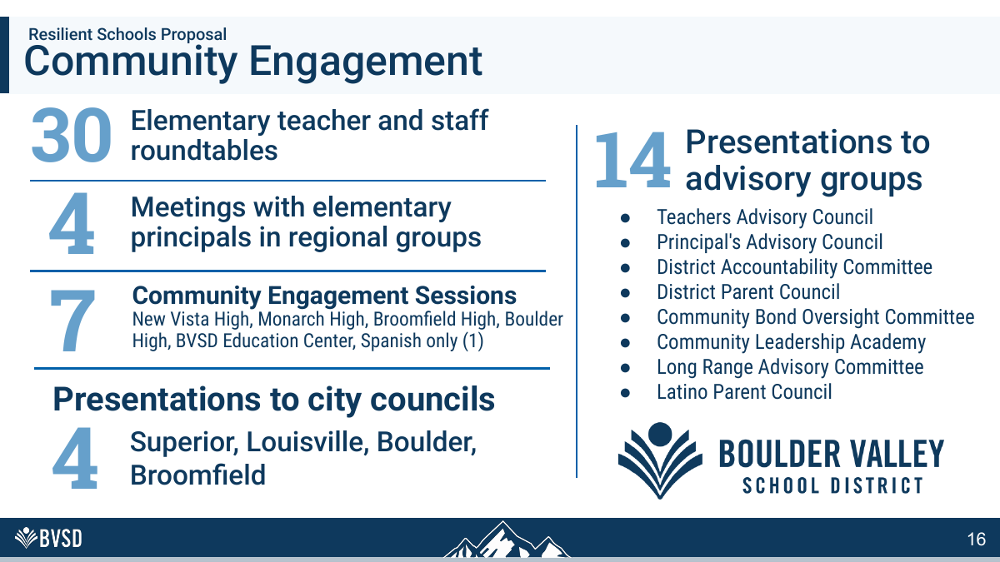 Resilient Schools Proposal
Community Engagement
30
Elementary teacher and staff
roundtables
4
Meetings with elementary
principals in regional groups
7
Community Engagement Sessions
New Vista High, Monarch High, Broomfield High, Boulder
High, BVSD Education Center, Spanish only (1)
Presentations to city councils
4
Superior, Louisville, Boulder,
Broomfield
14
Presentations to
advisory groups
● Teachers Advisory Council
● Principal's Advisory Council
● District Accountability Committee
● District Parent Council
● Community Bond Oversight Committee
● Community Leadership Academy
● Long Range Advisory Committee
● Latino Parent Council
BOULDER VALLEY
SCHOOL DISTRICT
BVSD
16